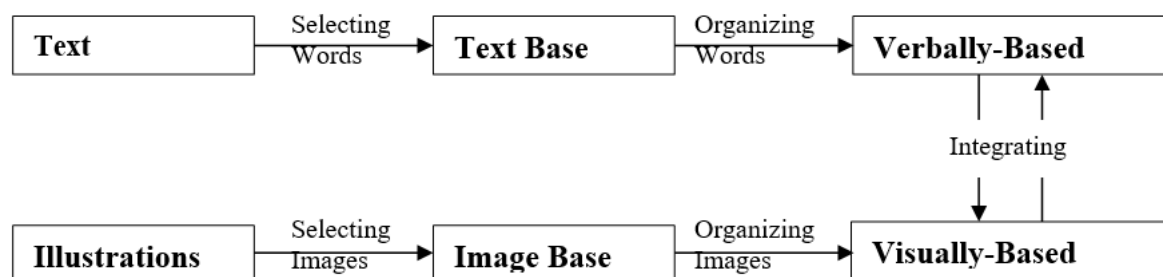 Text
Selecting
Words
Text Base
Organizing
Words
Verbally-Based
Integrating
Illustrations
Selecting
Images
Image Base
Organizing
Images
Visually-Based